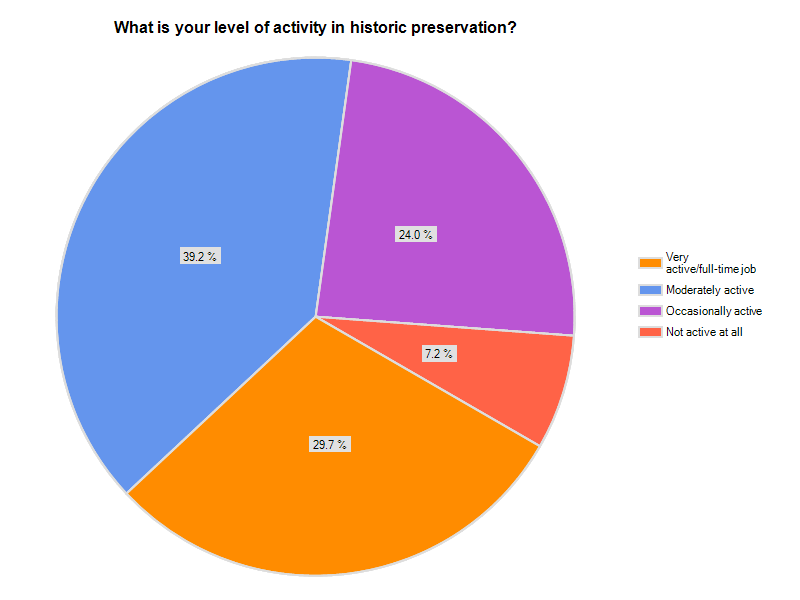 What is your level of activity in historic preservation?
24.0 %
39.2 %
7.2 %
29.7 %
Very
active/full-time job
Moderately active
Occasionally active
Not active at all